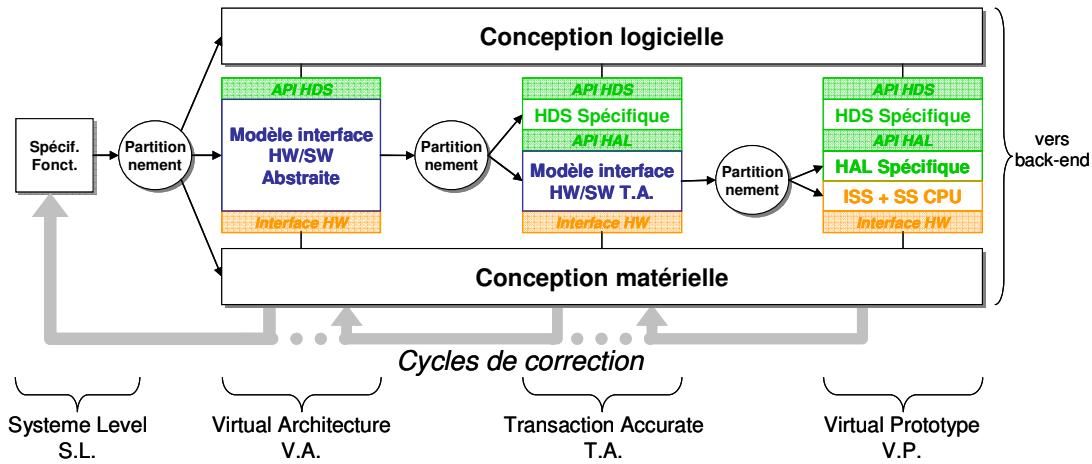 Conception logicielle
Spécif.
Fonct.
Partition
nement
API HDS
Modèle interface
HW/SW
Abstraite
Interface HW
Partition
nement
API HDS
HDS Spécifique
API HAL
Modèle interface
HW/SW T.A.
Interface HW
Partition
nement
API HDS
HDS Spécifique
API HAL
HAL Spécifique
ISS + SS CPU
Interface HW
vers
back-end
Conception matérielle
Cycles de correction
Systeme Level
S.L.
Virtual Architecture
V.A.
Transaction Accurate
T.A.
Virtual Prototype
V.P.